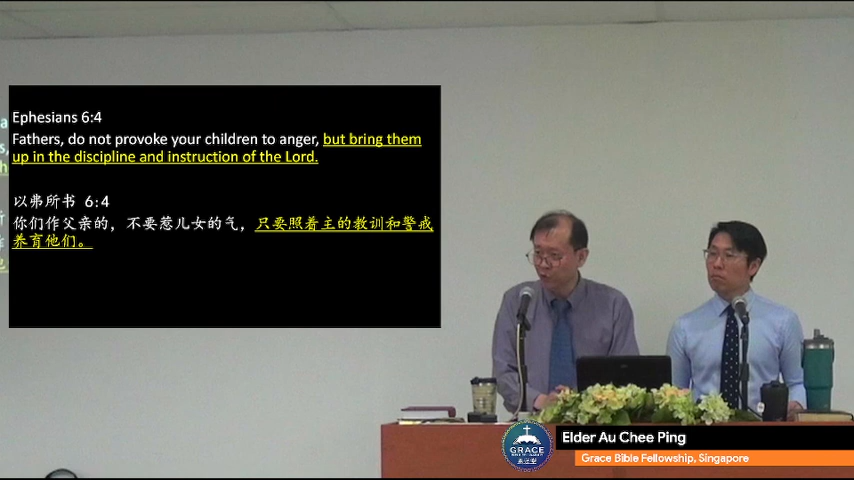 Ephesians 6:4
Fathers, do not provoke your children to anger, but bring them
up in the discipline and instruction of the Lord.
以弗所书 6:4
你们作父亲的，不要惹儿女的气，只要照着主的教训和警戒
养育他们。
GRACE
Elder Au Chee Ping
Grace Bible Fellowship, Singapore